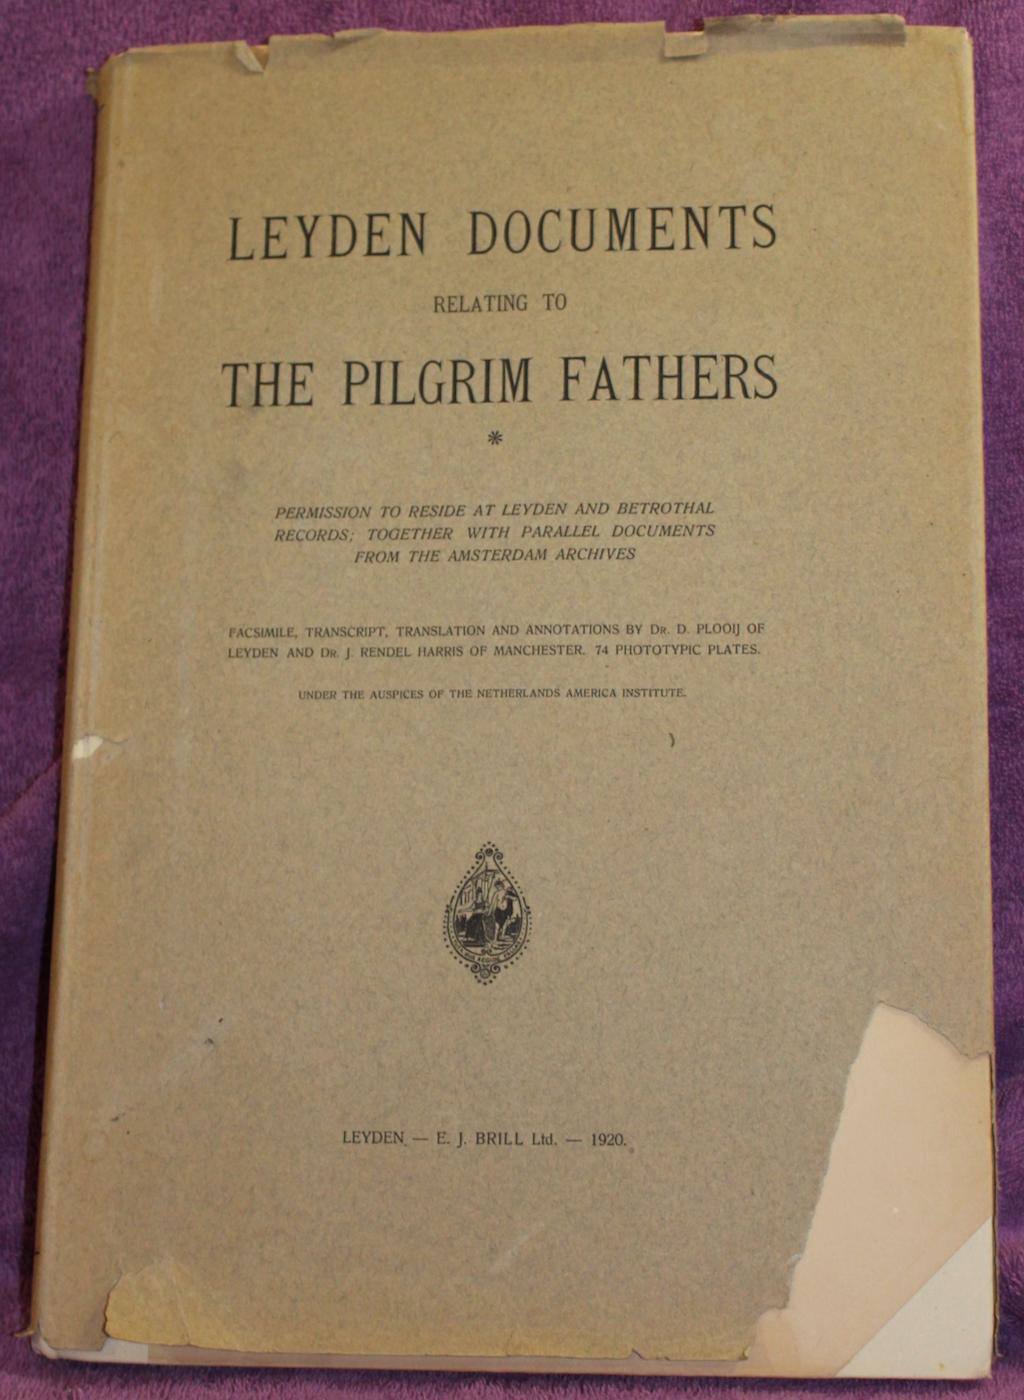 LEYDEN DOCUMENTS
RELATING TO
THE PILGRIM FATHERS
*
PERMISSION TO RESIDE AT LEYDEN AND BETROTHAL
RECORDS; TOGETHER WITH PARALLEL DOCUMENTS
FROM THE AMSTERDAM ARCHIVES
FACSIMILE, TRANSCRIPT, TRANSLATION AND ANNOTATIONS BY DR. D. PLOOIJ OF
LEYDEN AND DR. J. RENDEL HARRIS OF MANCHESTER. 74 PHOTOTYPIC PLATES.
UNDER THE AUSPICES OF THE NETHERLANDS AMERICA INSTITUTE.
LEYDEN — E. J. BRILL Ltd. — 1920.